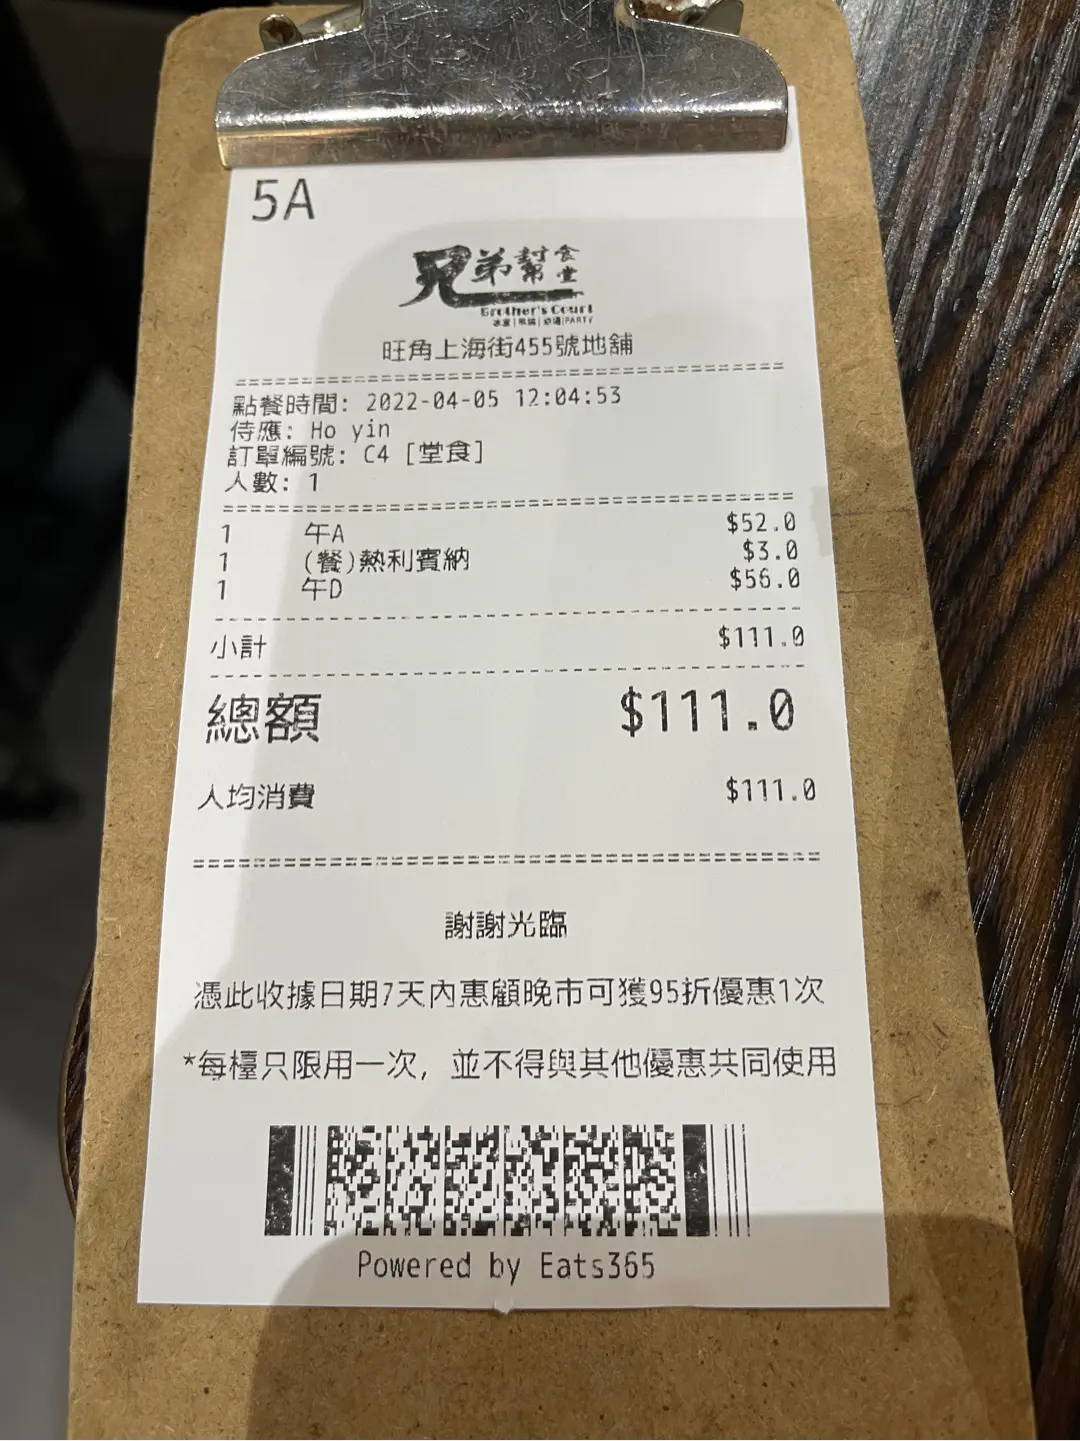 5A
兄弟幫食堂
Brother's Court
旺角上海街455號地舖
點餐時間: 2022-04-05 12:04:53
侍應: Ho yin
訂單編號: C4 [堂食]
人數: 1
1 午A $52.0
1 (餐)熱利賓納 $3.0
1 午D $56.0
小計 $111.0
總額 $111.0
人均消費 $111.0
謝謝光臨
憑此收據日期7天內惠顧晚市可獲95折優惠1次
*每檯只限用一次, 並不得與其他優惠共同使用
Powered by Eats365